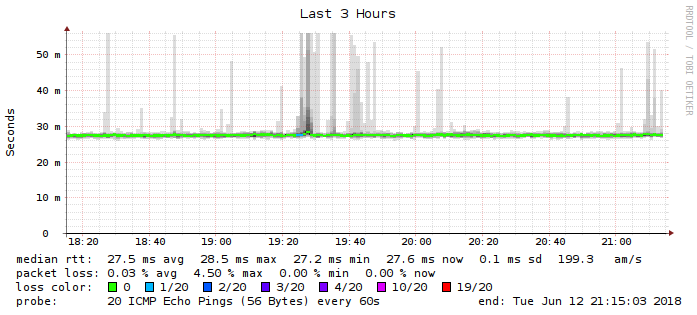 Last 3 Hours
RRDTOOL / TOBI OETIKER
Seconds
50 m
40 m
30 m
20 m
10 m
0
18:20 18:40 19:00 19:20 19:40 20:00 20:20 20:40 21:00
median rtt: 27.5 ms avg 28.5 ms max 27.2 ms min 27.6 ms now 0.1 ms sd 199.3 am/s
packet loss: 0.03 % avg 4.50 % max 0.00 % min 0.00 % now
loss color: 0 1/20 2/20 3/20 4/20 10/20 19/20
probe: 20 ICMP Echo Pings (56 Bytes) every 60s end: Tue Jun 12 21:15:03 2018